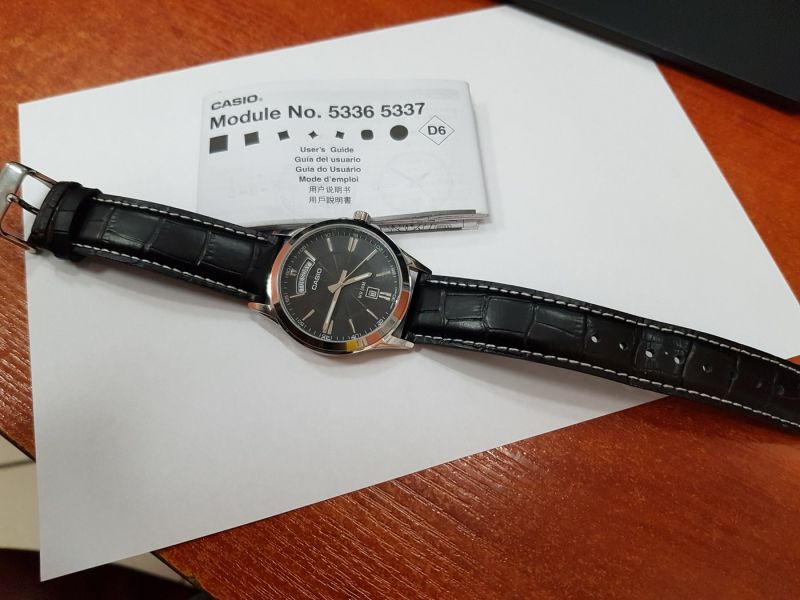 CASIO®
Module No. 5336 5337
D6
User's Guide
Guía del usuario
Guia do Usuário
Mode d'emploi
用户说明书
用戶說明書
CASIO